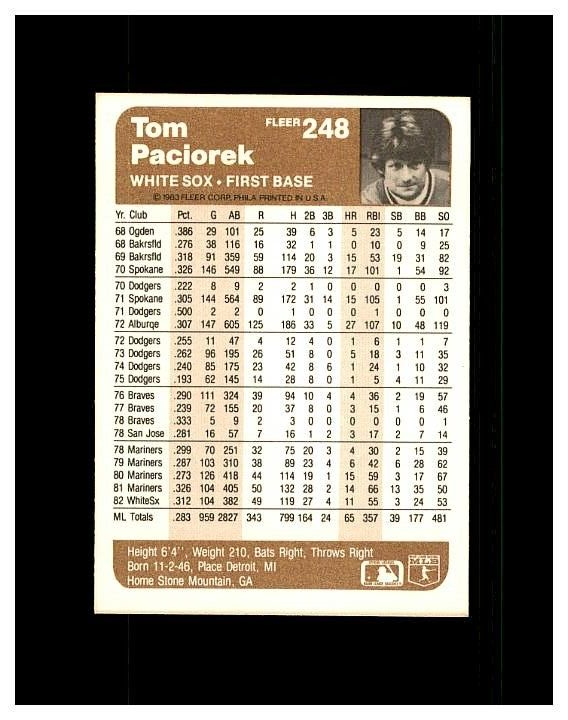 Tom
Paciorek
FLEER 248
WHITE SOX • FIRST BASE
© 1983 FLEER CORP. PHILA PRINTED IN U.S.A.
Yr. Club Pct. G AB R H 2B 3B HR RBI SB BB SO
68 Ogden .386 29 101 25 39 6 3 5 23 5 14 17
68 Bakrsfld .276 38 116 16 32 1 1 0 10 0 9 25
69 Bakrsfld .318 91 359 59 114 20 3 15 53 19 31 82
70 Spokane .326 146 549 88 179 36 12 17 101 1 54 92
70 Dodgers .222 8 9 2 2 1 0 0 0 0 0 3
71 Spokane .305 144 564 89 172 31 14 15 105 1 55 101
71 Dodgers .500 2 2 0 1 0 0 0 0 0 0 0
72 Alburqe .307 147 605 125 186 33 5 27 107 10 48 119
72 Dodgers .255 11 47 4 12 4 0 1 6 1 1 7
73 Dodgers .262 96 195 26 51 8 0 5 18 3 11 35
74 Dodgers .240 85 175 23 42 8 6 1 24 1 10 32
75 Dodgers .193 62 145 14 28 8 0 1 5 4 11 29
76 Braves .290 111 324 39 94 10 4 4 36 2 19 57
77 Braves .239 72 155 20 37 8 0 3 15 1 6 46
78 Braves .333 5 9 2 3 0 0 0 0 0 0 1
78 San Jose .281 16 57 7 16 1 2 3 17 2 7 14
78 Mariners .299 70 251 32 75 20 3 4 30 2 15 39
79 Mariners .287 103 310 38 89 23 4 6 42 6 28 62
80 Mariners .273 126 418 44 114 19 1 15 59 3 17 67
81 Mariners .326 104 405 50 132 28 2 14 66 13 35 50
82 WhiteSx .312 104 382 49 119 27 4 11 55 3 24 53
ML Totals .283 959 2827 343 799 164 24 65 357 39 177 481
Height 6'4", Weight 210, Bats Right, Throws Right
Born 11-2-46, Place Detroit, MI
Home Stone Mountain, GA
MLB